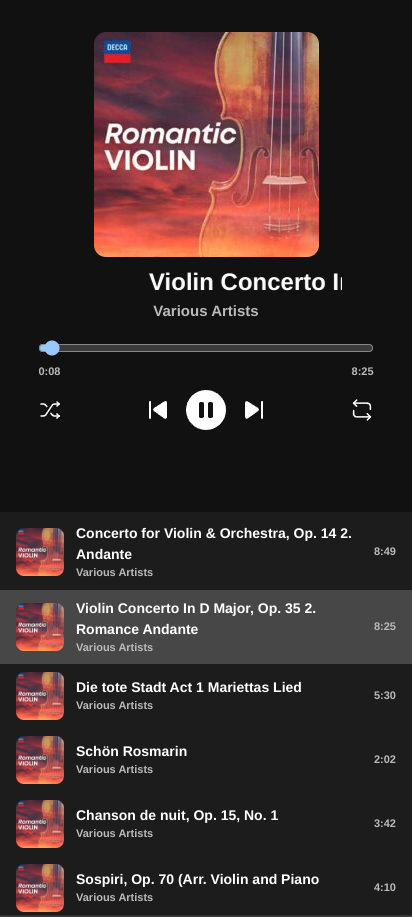 DECCA
Romantic
VIOLIN
Violin Concerto
Various Artists
0:08
8:25
Concerto for Violin & Orchestra, Op. 14 2.
Andante
Various Artists
8:49
Romantic
VIOLIN
Violin Concerto In D Major, Op. 35 2.
Romance Andante
Various Artists
8:25
Romantic
VIOLIN
Die tote Stadt Act 1 Mariettas Lied
Various Artists
5:30
Romantic
VIOLIN
Schön Rosmarin
Various Artists
2:02
Romantic
VIOLIN
Chanson de nuit, Op. 15, No. 1
Various Artists
3:42
Romantic
VIOLIN
Sospiri, Op. 70 (Arr. Violin and Piano
Various Artists
4:10
Romantic
VIOLIN